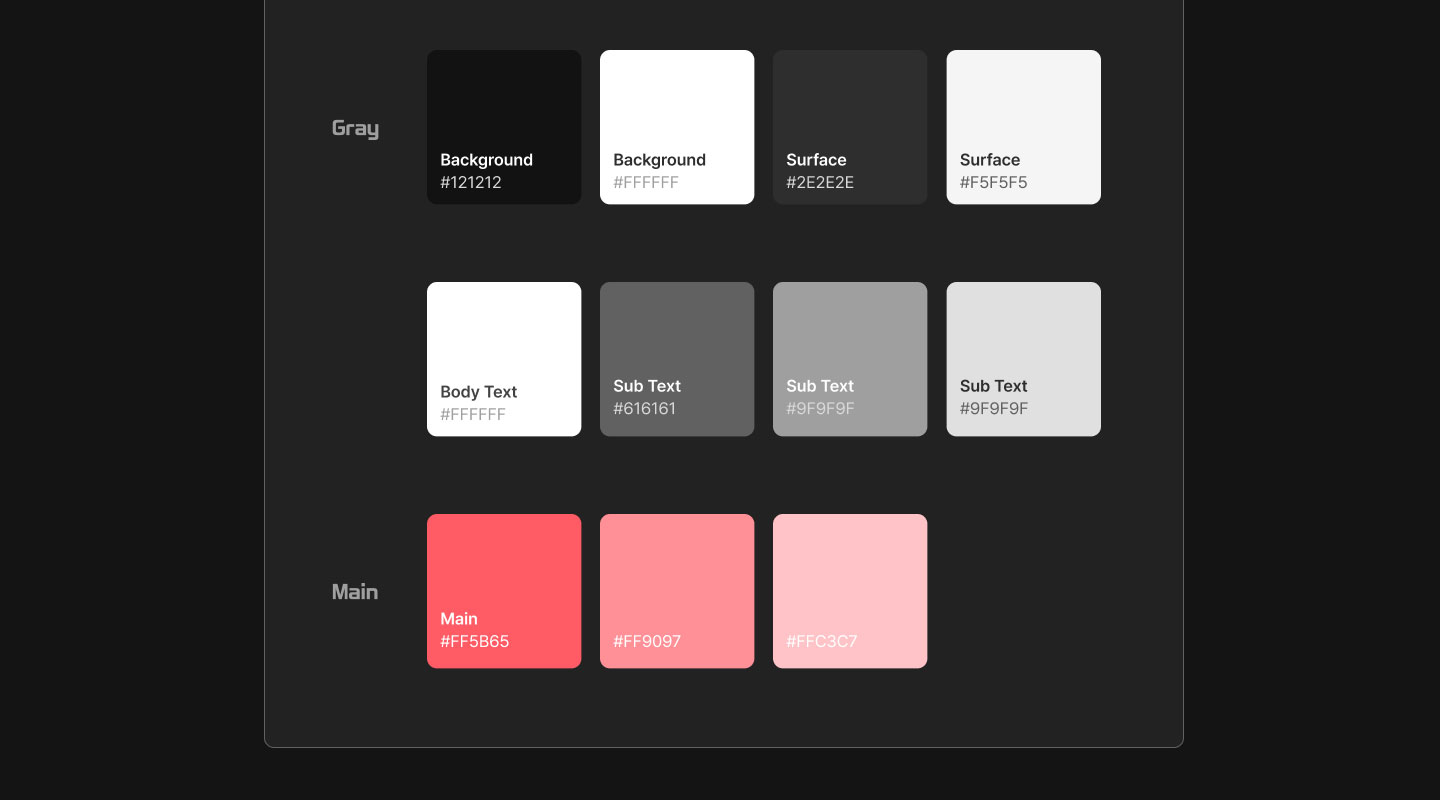 Gray
Background
#121212
Background
#FFFFFF
Surface
#2E2E2E
Surface
#F5F5F5
Body Text
#FFFFFF
Sub Text
#616161
Sub Text
#9F9F9F
Sub Text
#9F9F9F
Main
Main
#FF5B65
#FF9097
#FFC3C7